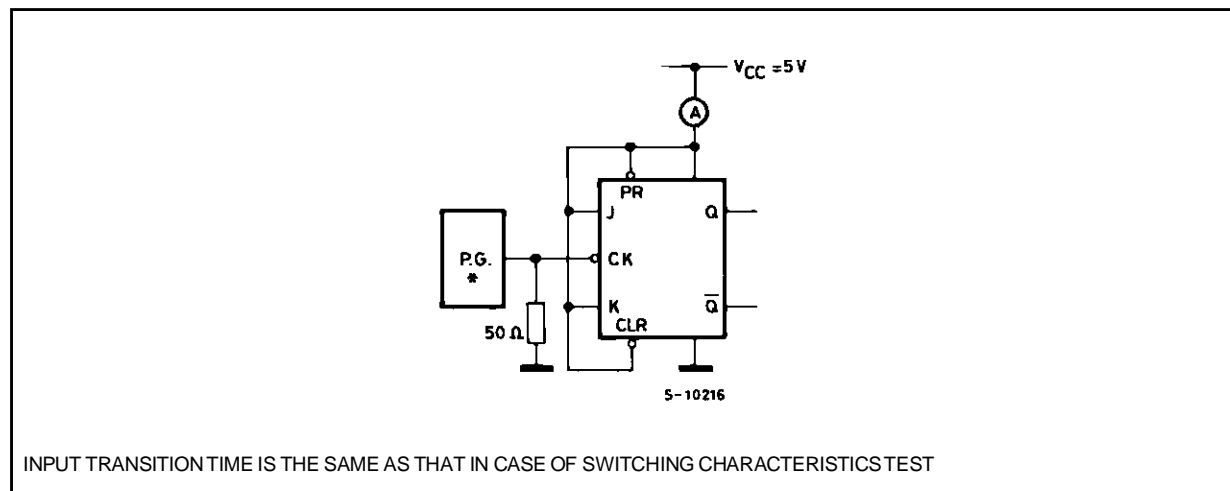 VCC = 5 V
A
PR
J
Q
P.G.
*
CK
K
Q̅
CLR
50 Ω
S-10216
INPUT TRANSITION TIME IS THE SAME AS THAT IN CASE OF SWITCHING CHARACTERISTICS TEST